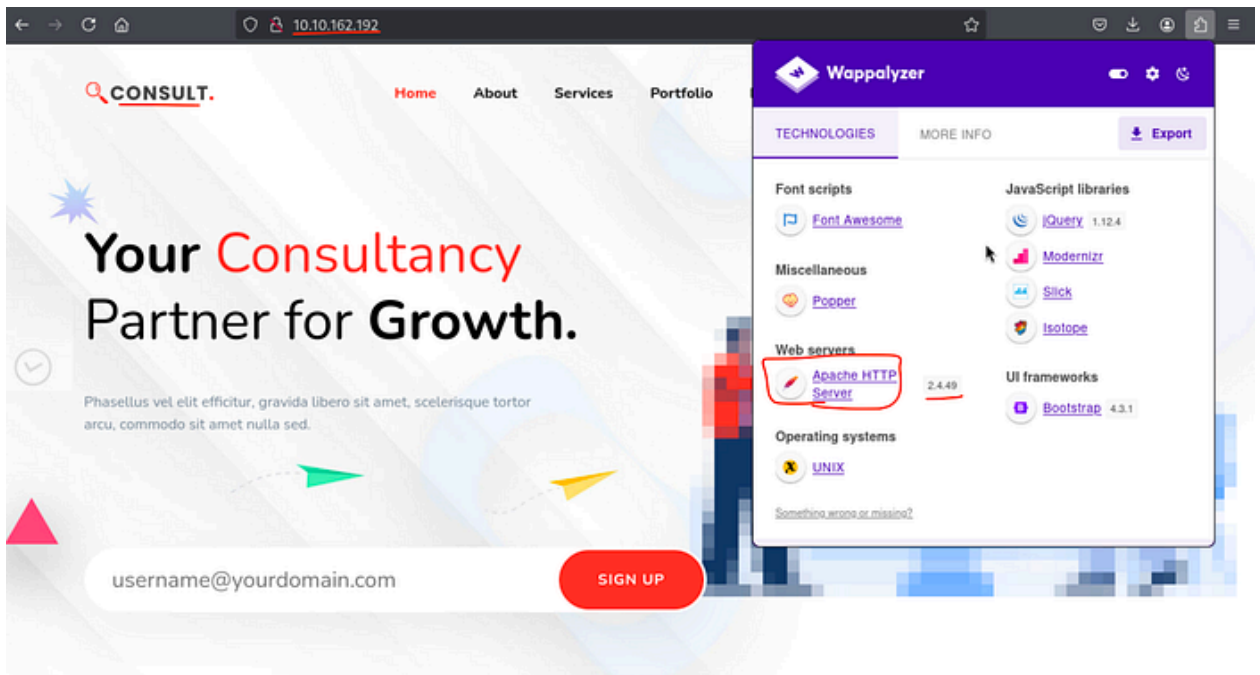 10.10.162.192
CONSULT.
Home About Services Portfolio
Your Consultancy
Partner for Growth.
Phasellus vel elit efficitur, gravida libero sit amet, scelerisque tortor
arcu, commodo sit amet nulla sed.
username@yourdomain.com
SIGN UP
Wappalyzer
TECHNOLOGIES MORE INFO
Export
Font scripts
Font Awesome
Miscellaneous
Popper
Web servers
Apache HTTP
Server 2.4.49
Operating systems
UNIX
Something wrong or missing?
JavaScript libraries
jQuery 1.12.4
Modernizr
Slick
Isotope
UI frameworks
Bootstrap 4.3.1